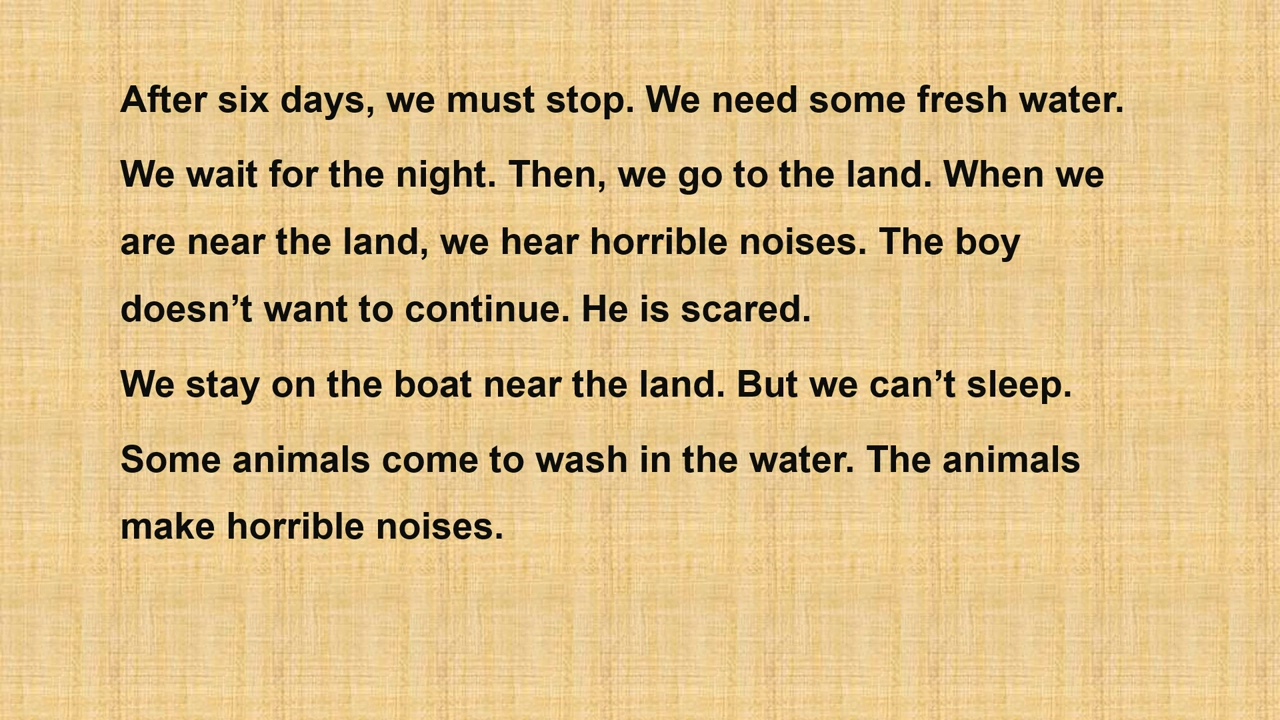 After six days, we must stop. We need some fresh water.
We wait for the night. Then, we go to the land. When we
are near the land, we hear horrible noises. The boy
doesn’t want to continue. He is scared.
We stay on the boat near the land. But we can’t sleep.
Some animals come to wash in the water. The animals
make horrible noises.